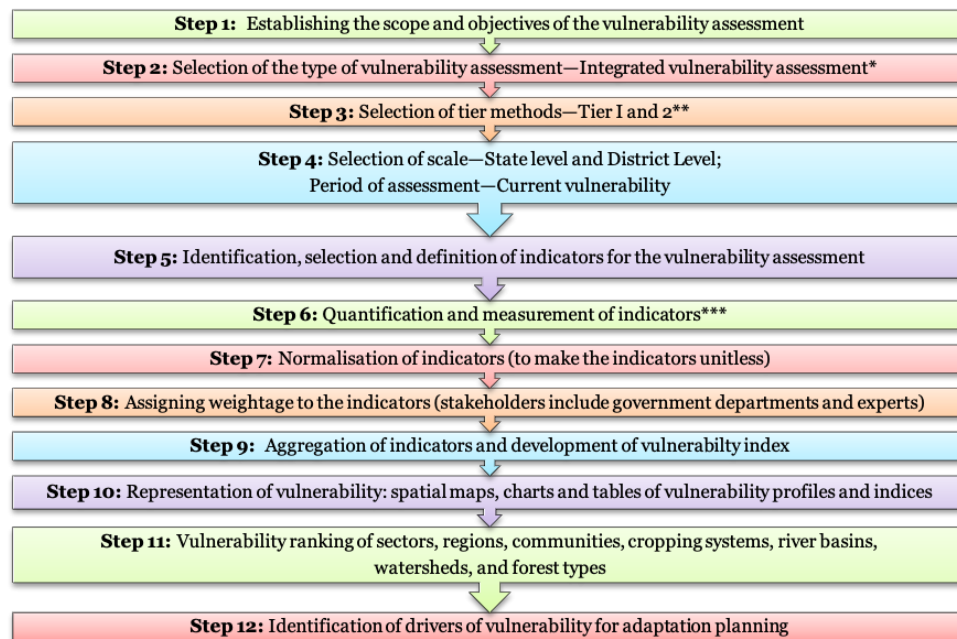 Step 1: Establishing the scope and objectives of the vulnerability assessment
Step 2: Selection of the type of vulnerability assessment—Integrated vulnerability assessment*
Step 3: Selection of tier methods—Tier I and 2**
Step 4: Selection of scale—State level and District Level;
Period of assessment—Current vulnerability
Step 5: Identification, selection and definition of indicators for the vulnerability assessment
Step 6: Quantification and measurement of indicators***
Step 7: Normalisation of indicators (to make the indicators unitless)
Step 8: Assigning weightage to the indicators (stakeholders include government departments and experts)
Step 9: Aggregation of indicators and development of vulnerabilty index
Step 10: Representation of vulnerability: spatial maps, charts and tables of vulnerability profiles and indices
Step 11: Vulnerability ranking of sectors, regions, communities, cropping systems, river basins,
watersheds, and forest types
Step 12: Identification of drivers of vulnerability for adaptation planning